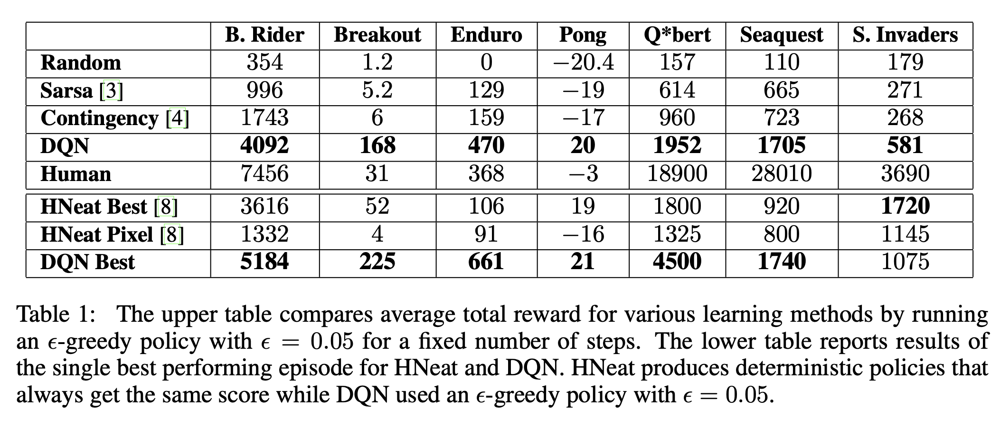 B. Rider Breakout Enduro Pong Q*bert Seaquest S. Invaders
Random 354 1.2 0 −20.4 157 110 179
Sarsa [3] 996 5.2 129 −19 614 665 271
Contingency [4] 1743 6 159 −17 960 723 268
DQN 4092 168 470 20 1952 1705 581
Human 7456 31 368 −3 18900 28010 3690
HNeat Best [8] 3616 52 106 19 1800 920 1720
HNeat Pixel [8] 1332 4 91 −16 1325 800 1145
DQN Best 5184 225 661 21 4500 1740 1075
Table 1: The upper table compares average total reward for various learning methods by running
an ϵ-greedy policy with ϵ = 0.05 for a fixed number of steps. The lower table reports results of
the single best performing episode for HNeat and DQN. HNeat produces deterministic policies that
always get the same score while DQN used an ϵ-greedy policy with ϵ = 0.05.